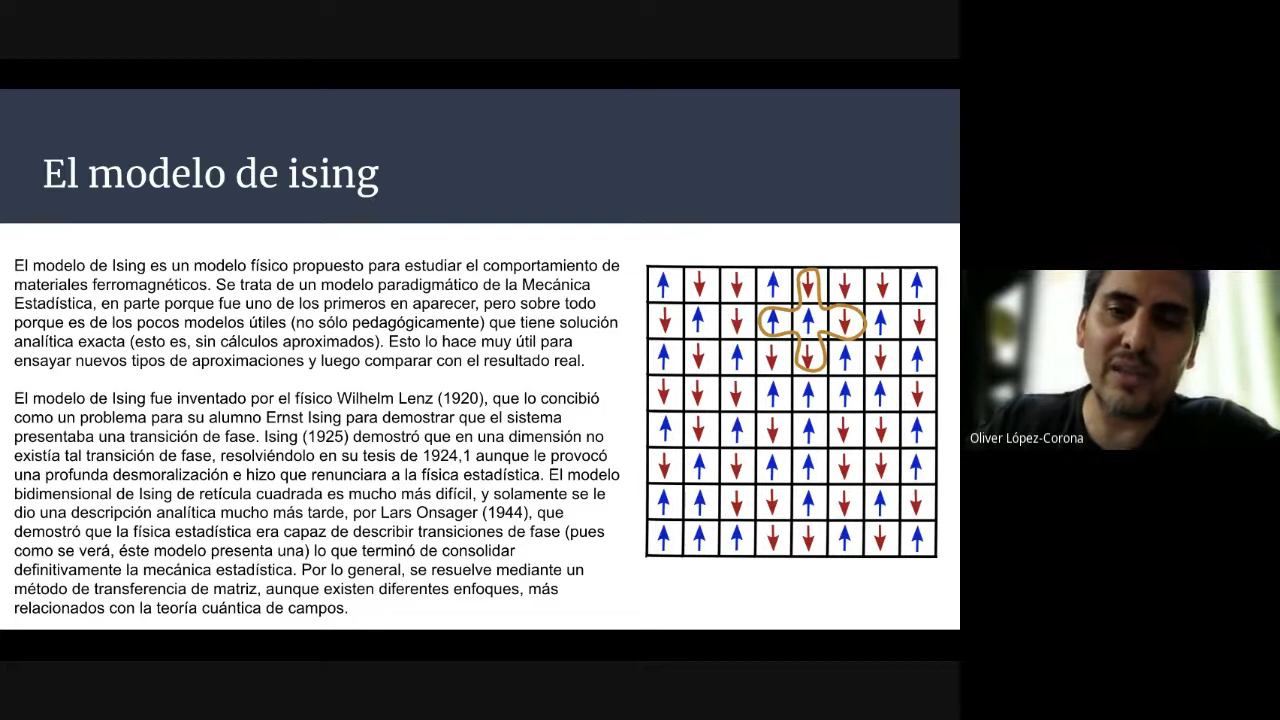 El modelo de ising
El modelo de Ising es un modelo físico propuesto para estudiar el comportamiento de
materiales ferromagnéticos. Se trata de un modelo paradigmático de la Mecánica
Estadística, en parte porque fue uno de los primeros en aparecer, pero sobre todo
porque es de los pocos modelos útiles (no sólo pedagógicamente) que tiene solución
analítica exacta (esto es, sin cálculos aproximados). Esto lo hace muy útil para
ensayar nuevos tipos de aproximaciones y luego comparar con el resultado real.
El modelo de Ising fue inventado por el físico Wilhelm Lenz (1920), que lo concibió
como un problema para su alumno Ernst Ising para demostrar que el sistema
presentaba una transición de fase. Ising (1925) demostró que en una dimensión no
existía tal transición de fase, resolviéndolo en su tesis de 1924,1 aunque le provocó
una profunda desmoralización e hizo que renunciara a la física estadística. El modelo
bidimensional de Ising de retícula cuadrada es mucho más difícil, y solamente se le
dio una descripción analítica mucho más tarde, por Lars Onsager (1944), que
demostró que la física estadística era capaz de describir transiciones de fase (pues
como se verá, éste modelo presenta una) lo que terminó de consolidar
definitivamente la mecánica estadística. Por lo general, se resuelve mediante un
método de transferencia de matriz, aunque existen diferentes enfoques, más
relacionados con la teoría cuántica de campos.
Oliver López-Corona